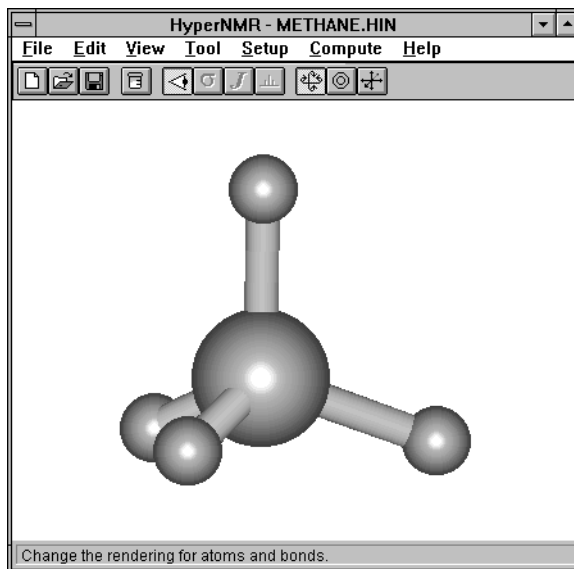 HyperNMR - METHANE.HIN
File Edit View Tool Setup Compute Help
σ J
Change the rendering for atoms and bonds.